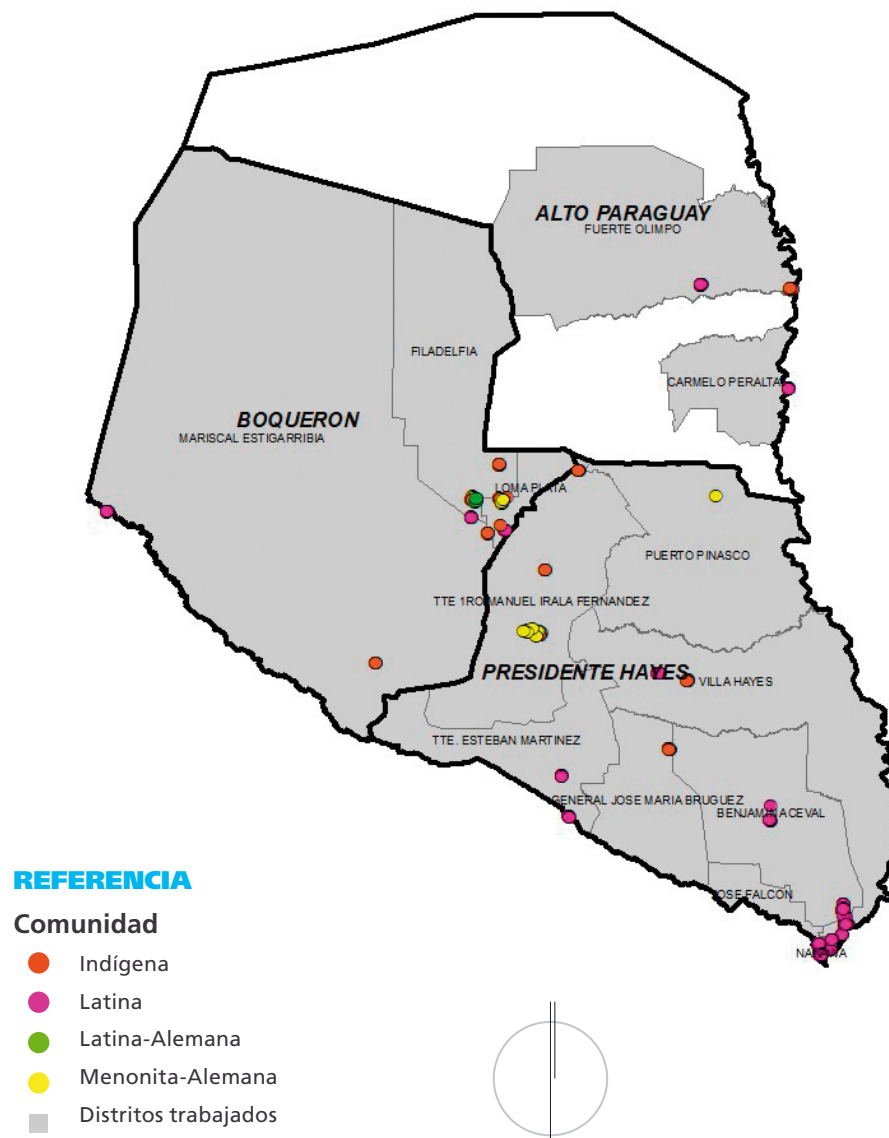 ALTO PARAGUAY
FUERTE OLIMPO
FILADELFIA
CARMELO PERALTA
BOQUERON
MARISCAL ESTIGARRIBIA
LOMA PLATA
PUERTO PINASCO
TTE 1RO MANUEL IRALA FERNANDEZ
PRESIDENTE HAYES
VILLA HAYES
TTE. ESTEBAN MARTINEZ
GENERAL JOSE MARIA BRUGUEZ
BENJAMIN ACEVAL
JOSE FALCON
REFERENCIA
Comunidad
Indígena
Latina
Latina-Alemana
Menonita-Alemana
Distritos trabajados